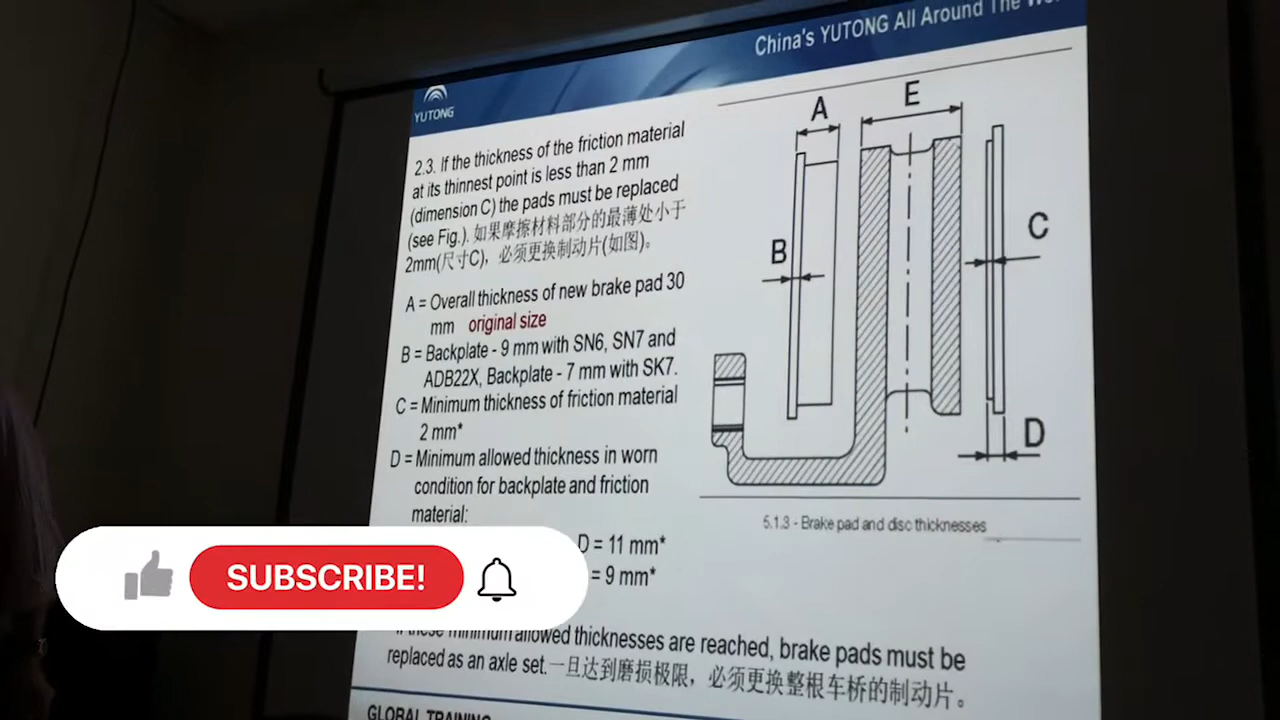 China's YUTONG All Around The
YUTONG
2.3. If the thickness of the friction material
at its thinnest point is less than 2 mm
(dimension C) the pads must be replaced
(see Fig.). 如果摩擦材料部分的最薄处小于
2mm(尺寸C)，必须更换制动片(如图)。
A = Overall thickness of new brake pad 30
mm original size
B = Backplate - 9 mm with SN6, SN7 and
ADB22X, Backplate - 7 mm with SK7.
C = Minimum thickness of friction material
2 mm*
D = Minimum allowed thickness in worn
condition for backplate and friction
material:
D = 11 mm*
= 9 mm*
If these minimum allowed thicknesses are reached, brake pads must be
replaced as an axle set. 一旦达到磨损极限，必须更换整根车桥的制动片。
GLOBAL TRAINING
A
E
B
C
D
5.1.3 - Brake pad and disc thicknesses
SUBSCRIBE!